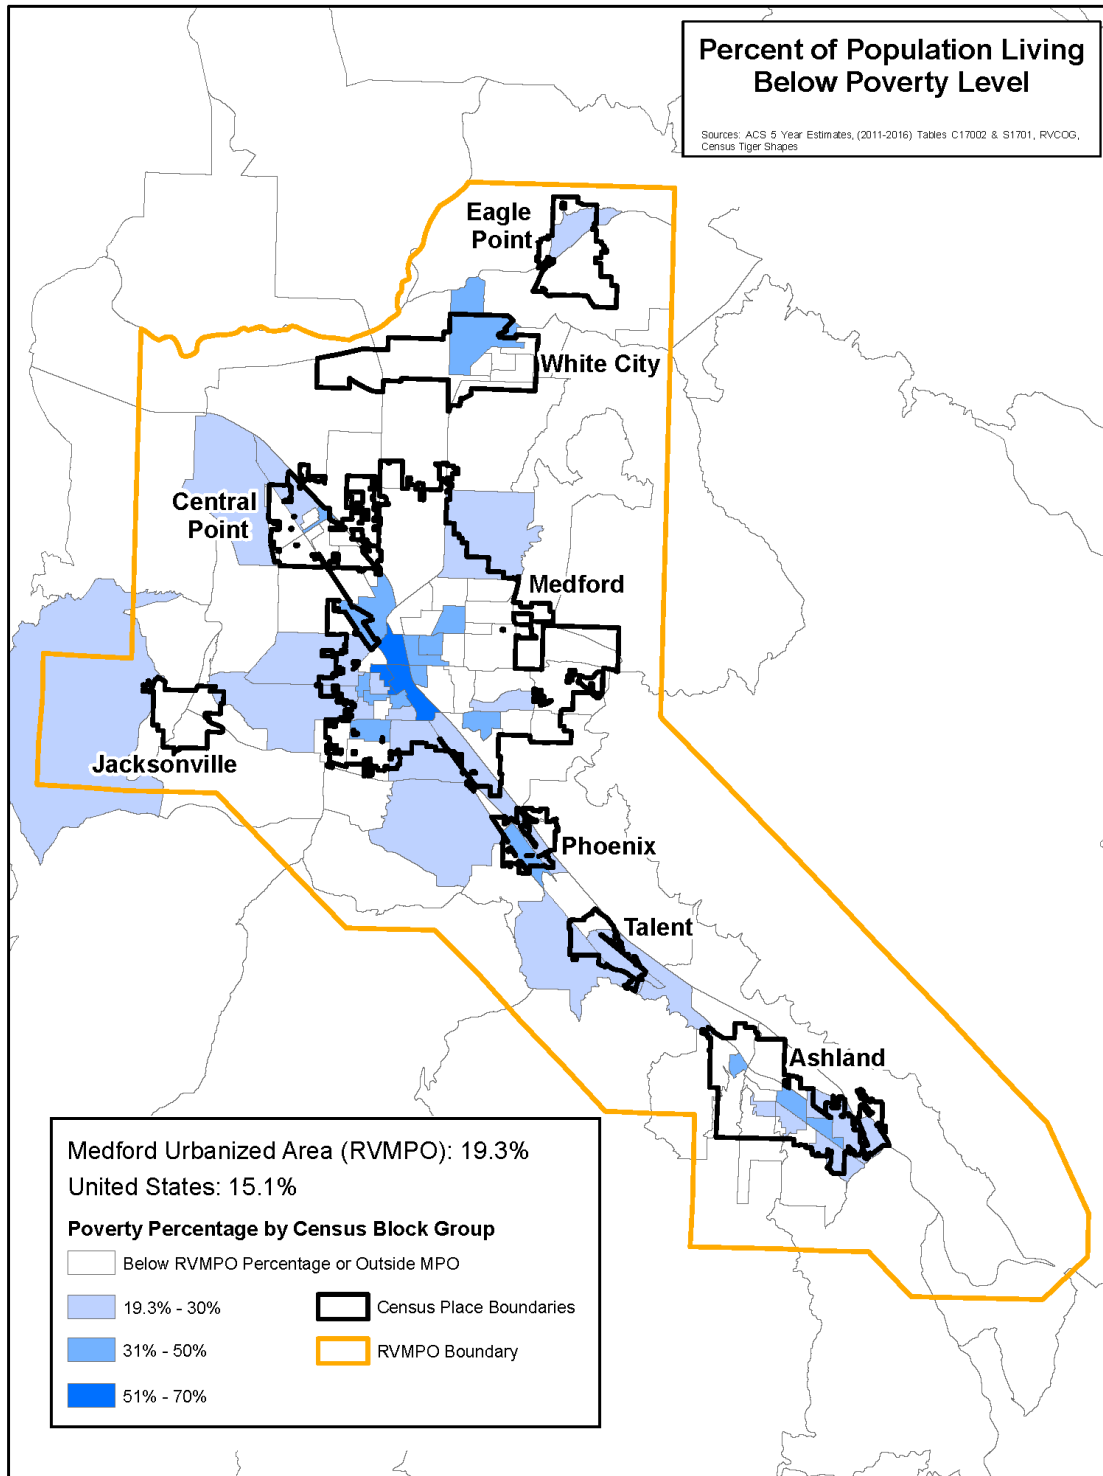 Percent of Population Living
Below Poverty Level
Sources: ACS 5 Year Estimates, (2011-2016) Tables C17002 & S1701, RVCOG,
Census Tiger Shapes
Eagle
Point
White City
Central
Point
Medford
Jacksonville
Phoenix
Talent
Ashland
Medford Urbanized Area (RVMPO): 19.3%
United States: 15.1%
Poverty Percentage by Census Block Group
Below RVMPO Percentage or Outside MPO
19.3% - 30%
Census Place Boundaries
31% - 50%
RVMPO Boundary
51% - 70%